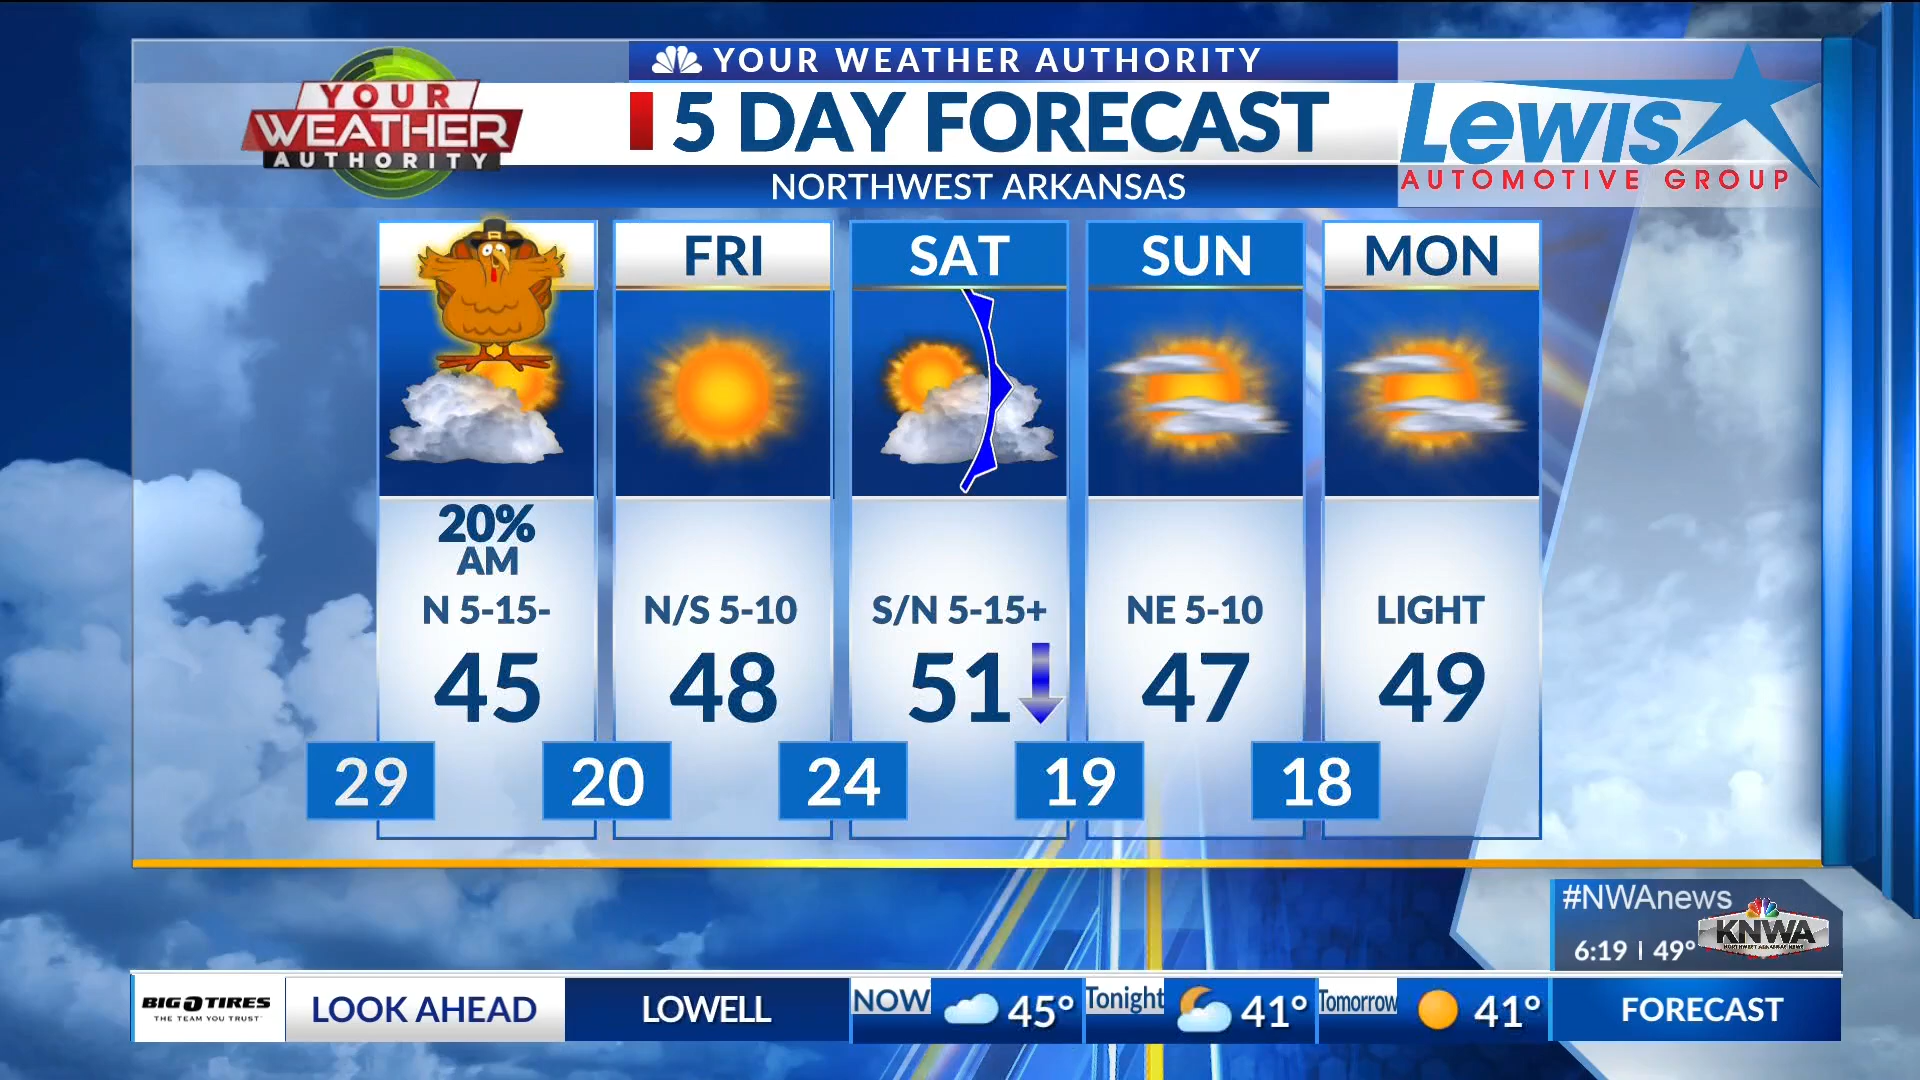 YOUR WEATHER AUTHORITY
5 DAY FORECAST
NORTHWEST ARKANSAS
YOUR
WEATHER
AUTHORITY
Lewis
AUTOMOTIVE GROUP
FRI
SAT
SUN
MON
20%
AM
N 5-15-
N/S 5-10
S/N 5-15+
NE 5-10
LIGHT
45
48
51
47
49
29
20
24
19
18
#NWAnews
6:19 | 49°
KNWA
NORTHWEST ARKANSAS NEWS
BIG O TIRES
THE TEAM YOU TRUST
LOOK AHEAD
LOWELL
NOW
45°
Tonight
41°
Tomorrow
41°
FORECAST